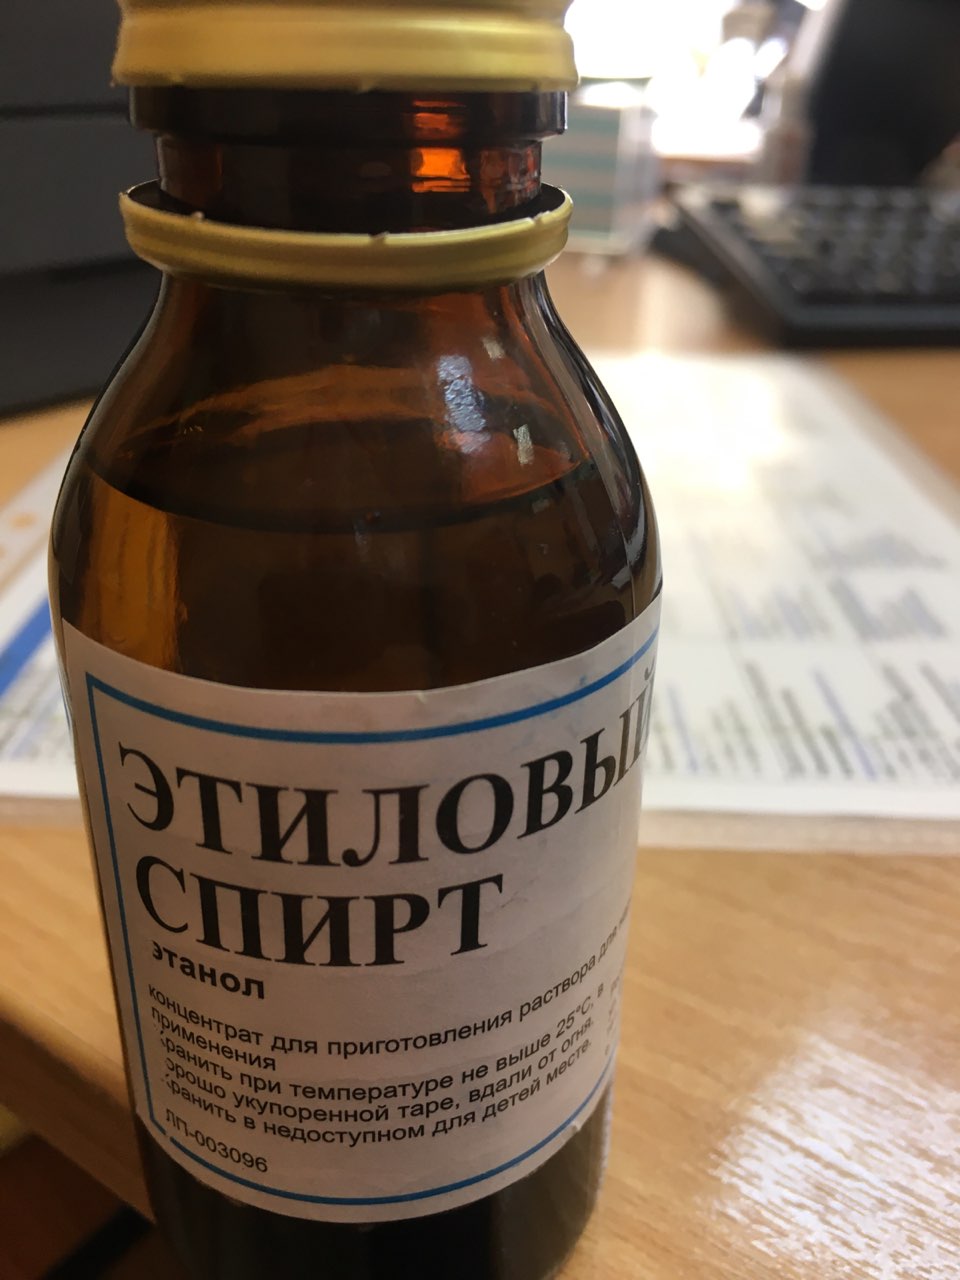 ЭТИЛОВЫЙ
СПИРТ
этанол
концентрат для приготовления раствора для
применения
хранить при температуре не выше 25°C, в
хорошо укупоренной таре, вдали от огня.
хранить в недоступном для детей месте.
ЛП-003096